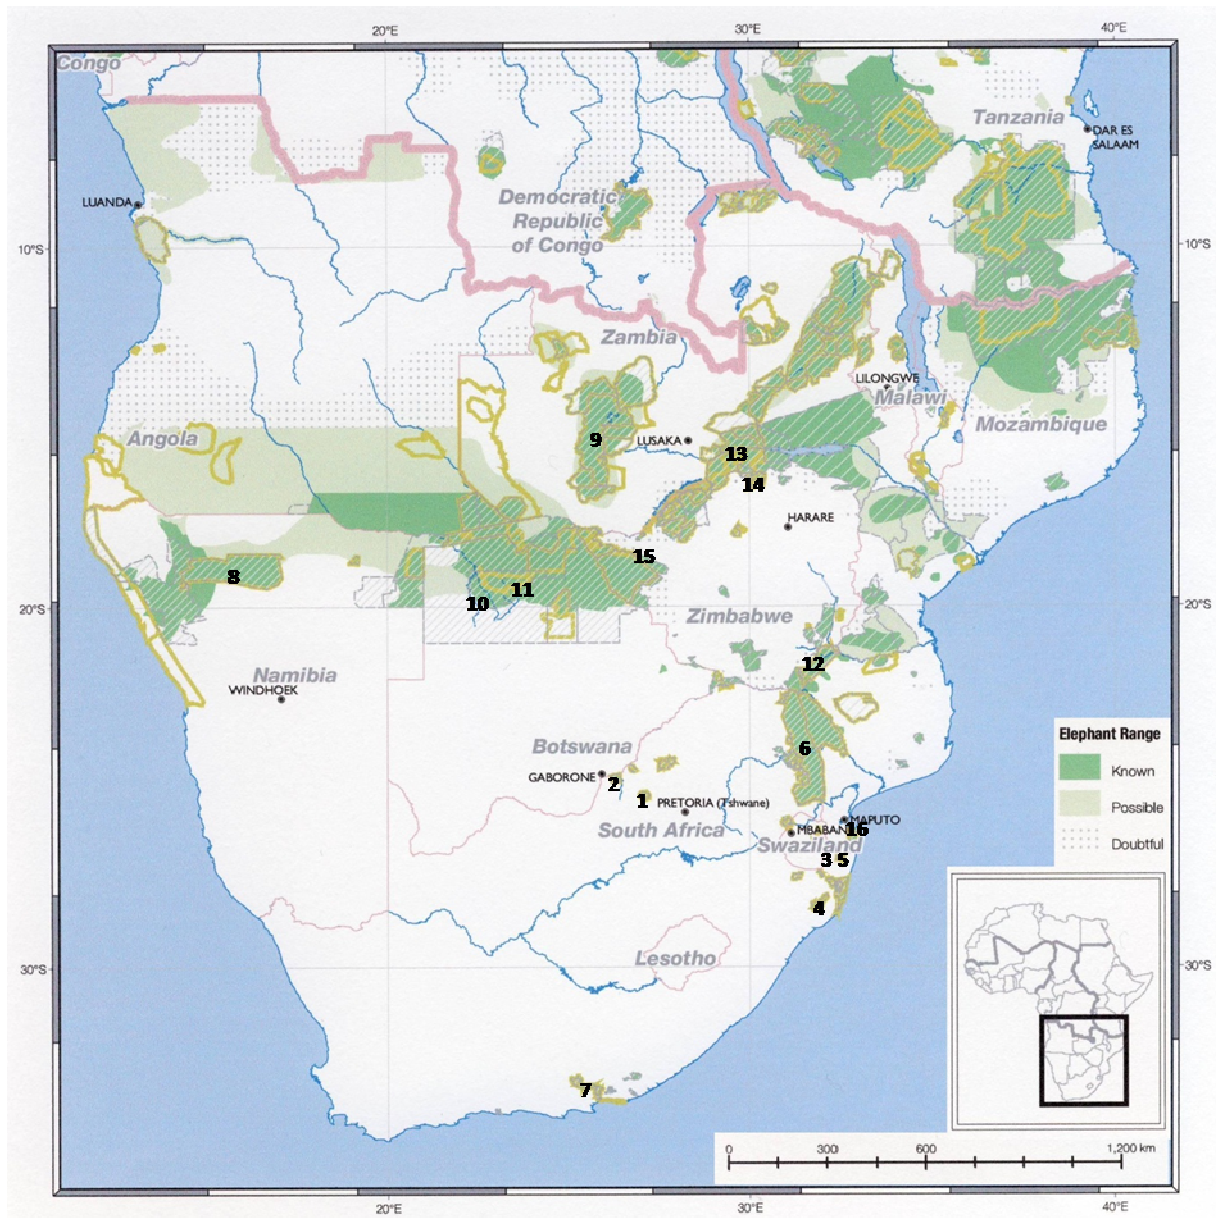 20°E
30°E
40°E
Congo
Tanzania
DAR ES
SALAAM
LUANDA
Democratic
Republic
of Congo
10°S
10°S
Zambia
LILONGWE
Malawi
Angola
Mozambique
9
LUSAKA
13
14
HARARE
15
8
11
10
20°S
20°S
Zimbabwe
12
Namibia
WINDHOEK
6
Botswana
GABORONE
2
1
PRETORIA (Tshwane)
South Africa
MAPUTO
16
MBABAN
Swaziland
3
5
4
Elephant Range
Known
Possible
Doubtful
Lesotho
30°S
30°S
7
0
300
600
1,200 km
20°E
30°E
40°E